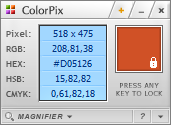 ColorPix
Pixel: 518 x 475
RGB: 208,81,38
HEX: #D05126
HSB: 15,82,82
CMYK: 0,61,82,18
PRESS ANY
KEY TO LOCK
MAGNIFIER